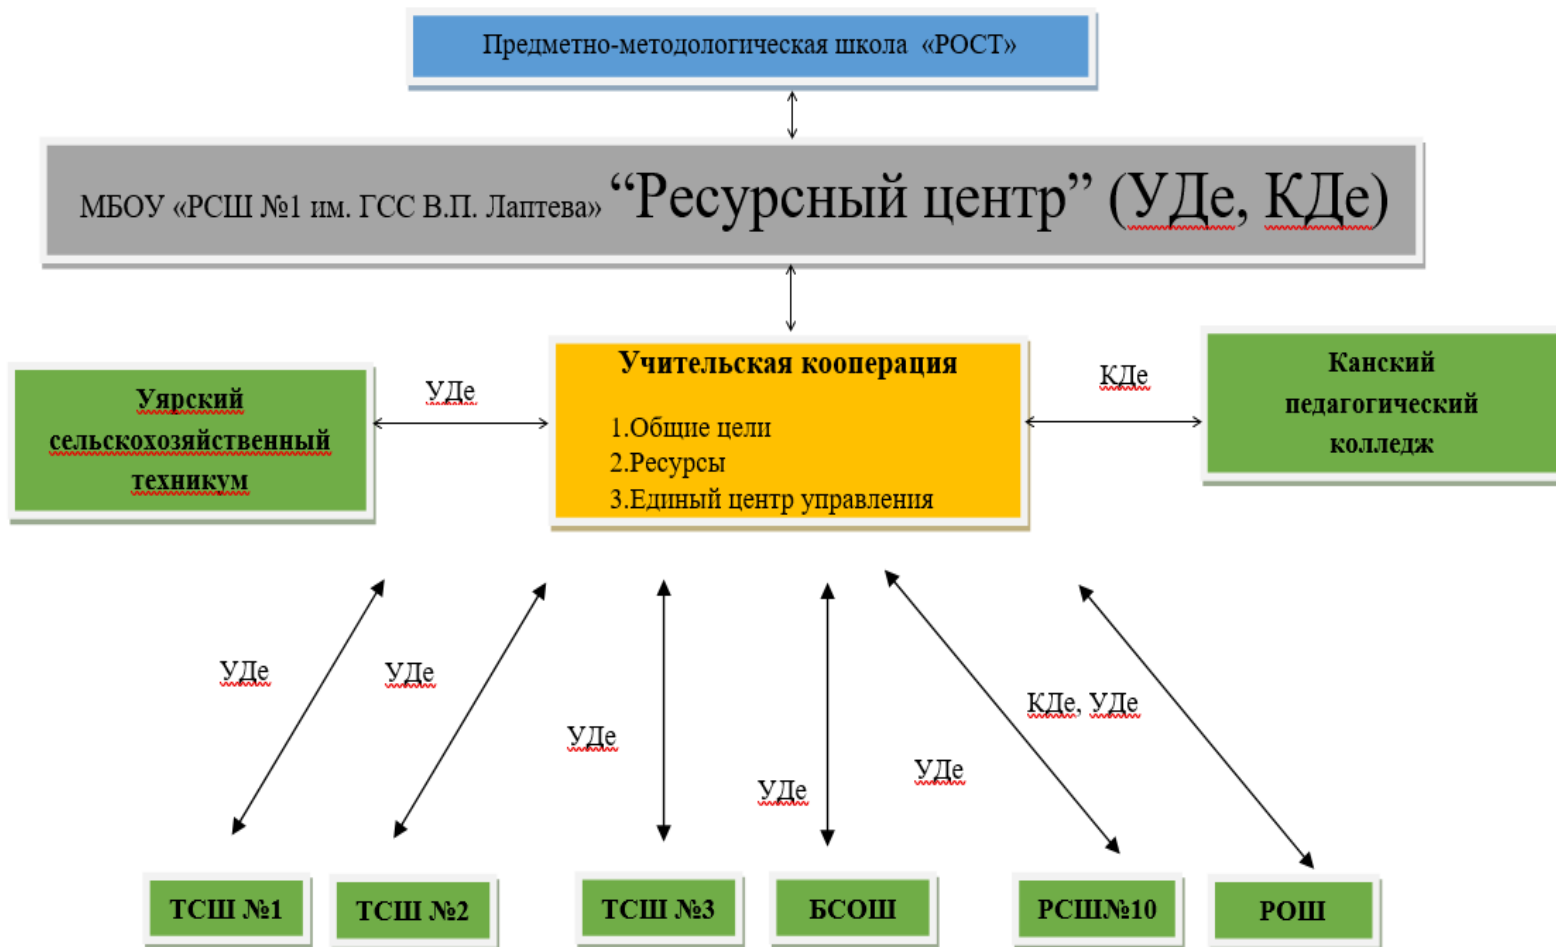 Предметно-методологическая школа «РОСТ»
МБОУ «РСШ №1 им. ГСС В.П. Лаптева» “Ресурсный центр” (УДе, КДе)
Уярский
сельскохозяйственный
техникум
УДе
Учительская кооперация
1.Общие цели
2.Ресурсы
3.Единый центр управления
КДе
Канский
педагогический
колледж
УДе
УДе
УДе
УДе
УДе
КДе, УДе
ТСШ №1
ТСШ №2
ТСШ №3
БСОШ
РСШ№10
РОШ